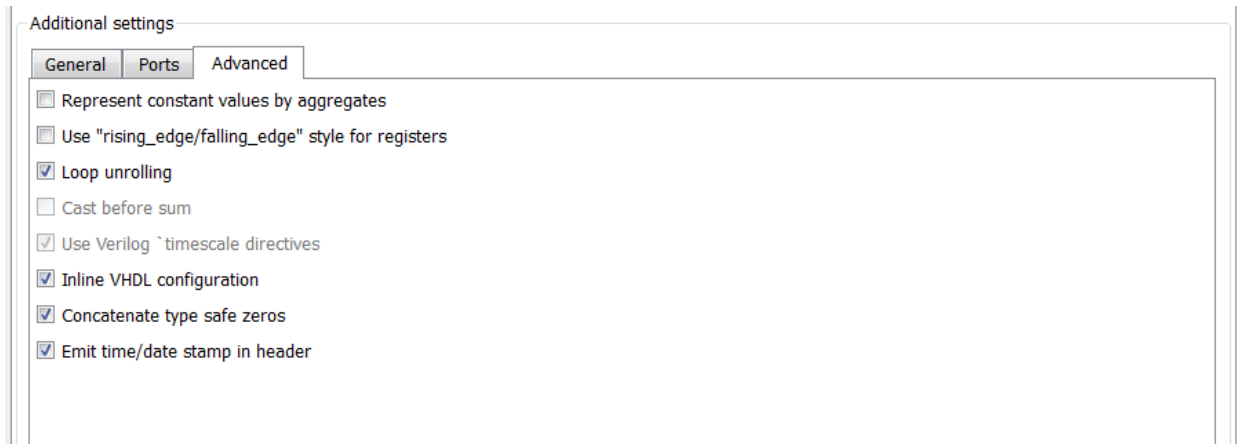 Additional settings
General Ports Advanced
Represent constant values by aggregates
Use "rising_edge/falling_edge" style for registers
Loop unrolling
Cast before sum
Use Verilog `timescale directives
Inline VHDL configuration
Concatenate type safe zeros
Emit time/date stamp in header